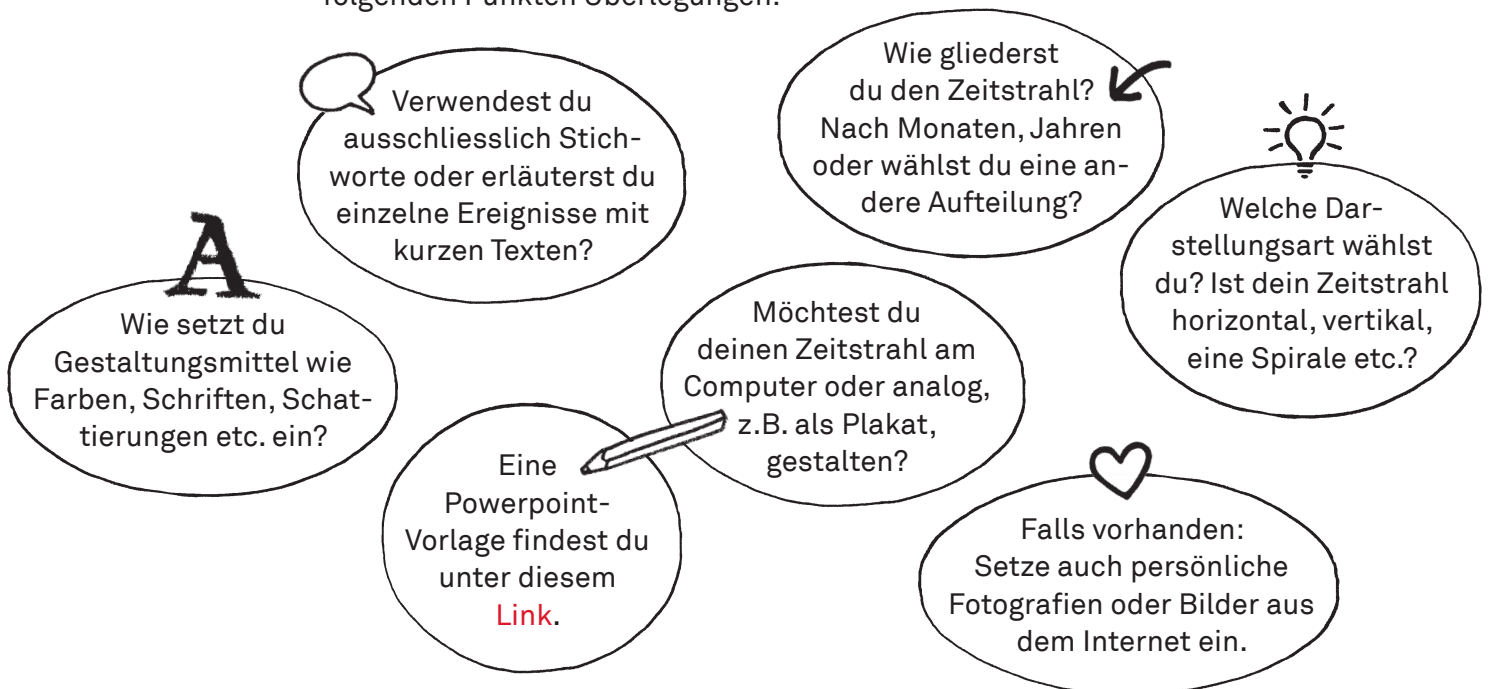 folgenden Punkten Überlegungen:
Verwendest du
ausschliesslich Stich-
worte oder erläuterst du
einzelne Ereignisse mit
kurzen Texten?
Wie gliederst
du den Zeitstrahl?
Nach Monaten, Jahren
oder wählst du eine an-
dere Aufteilung?
Welche Dar-
stellungsart wählst
du? Ist dein Zeitstrahl
horizontal, vertikal,
eine Spirale etc.?
A
Wie setzt du
Gestaltungsmittel wie
Farben, Schriften, Schat-
tierungen etc. ein?
Möchtest du
deinen Zeitstrahl am
Computer oder analog,
z.B. als Plakat,
gestalten?
Eine
Powerpoint-
Vorlage findest du
unter diesem
Link.
Falls vorhanden:
Setze auch persönliche
Fotografien oder Bilder aus
dem Internet ein.